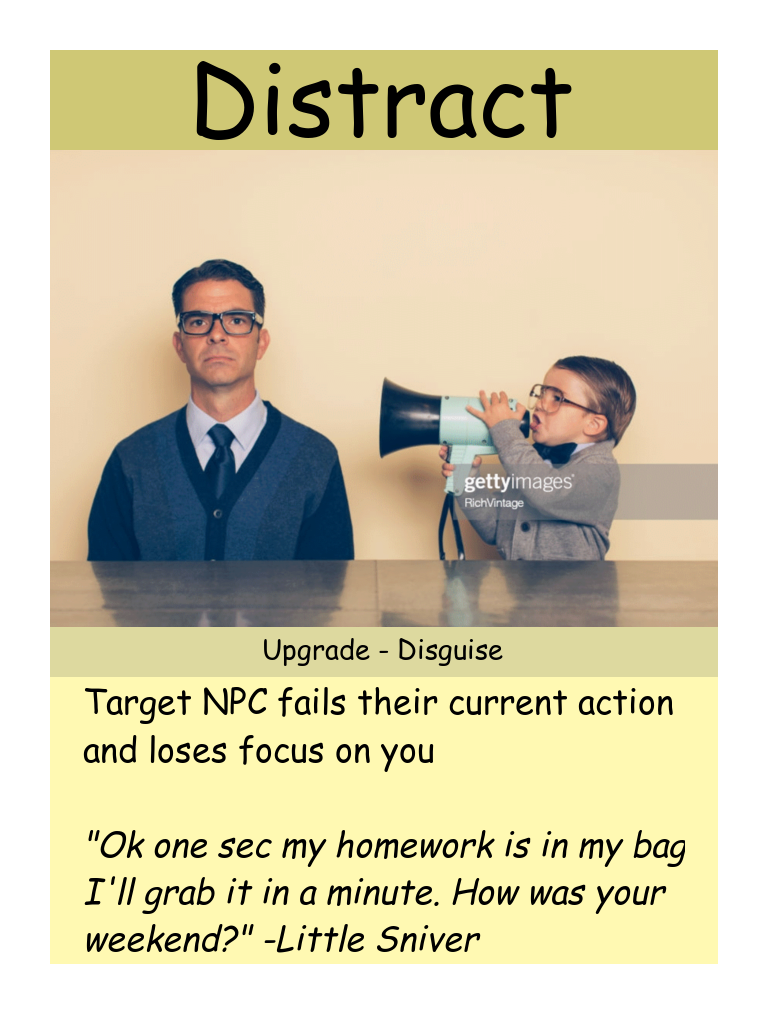 Distract
gettyimages®
RichVintage
Upgrade - Disguise
Target NPC fails their current action
and loses focus on you
"Ok one sec my homework is in my bag
I'll grab it in a minute. How was your
weekend?" -Little Sniver